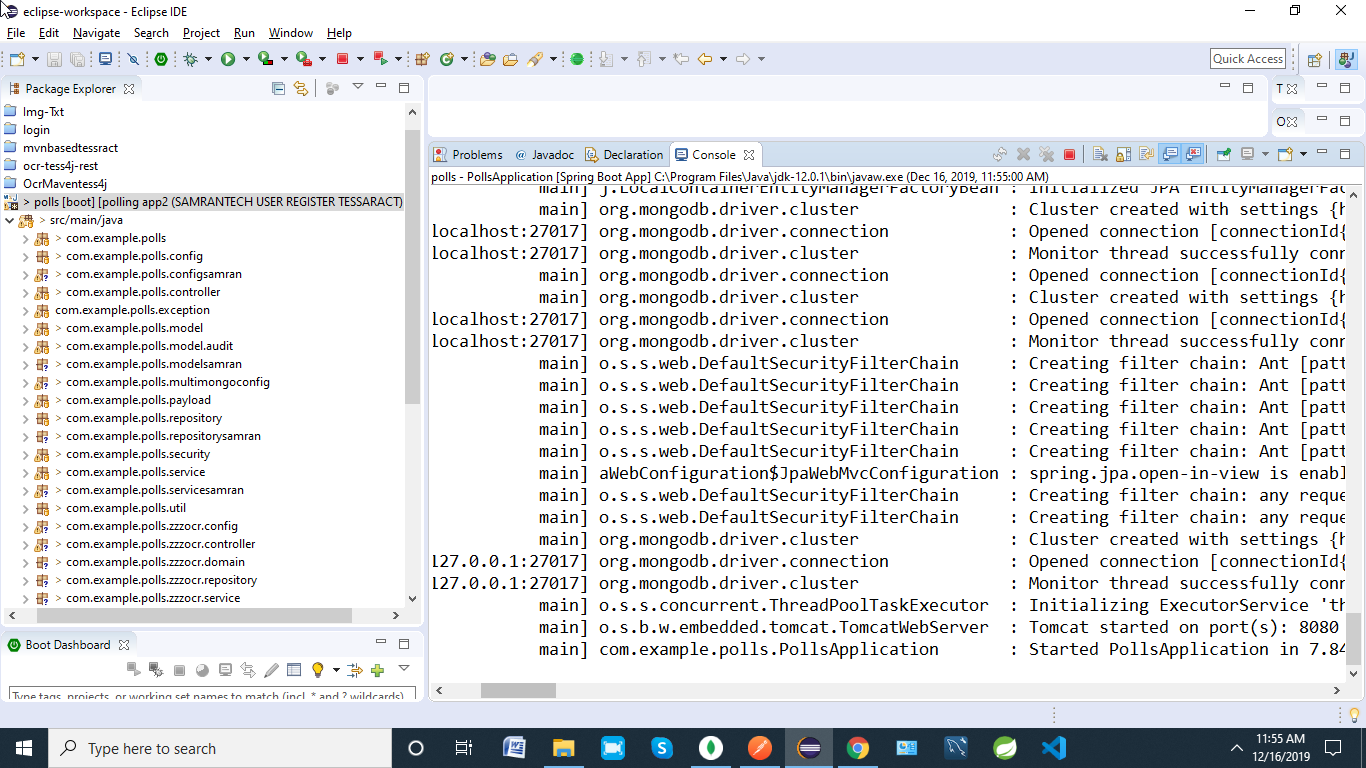 eclipse-workspace - Eclipse IDE
File Edit Navigate Search Project Run Window Help
Quick Access
Package Explorer
Img-Txt
login
mvnbasedtessract
ocr-tess4j-rest
OcrMaventess4j
> polls [boot] [polling app2 (SAMRANTECH USER REGISTER TESSARACT)
> src/main/java
> com.example.polls
> com.example.polls.config
> com.example.polls.configsamran
> com.example.polls.controller
com.example.polls.exception
> com.example.polls.model
> com.example.polls.model.audit
> com.example.polls.modelsamran
> com.example.polls.multimongoconfig
> com.example.polls.payload
> com.example.polls.repository
> com.example.polls.repositorysamran
> com.example.polls.security
> com.example.polls.service
> com.example.polls.servicesamran
> com.example.polls.util
> com.example.polls.zzzocr.config
> com.example.polls.zzzocr.controller
> com.example.polls.zzzocr.domain
> com.example.polls.zzzocr.repository
> com.example.polls.zzzocr.service
Boot Dashboard
Type tags, projects, or working set names to match (incl. * and ? wildcards)
T
O
Problems @ Javadoc Declaration Console
polls - PollsApplication [Spring Boot App] C:\Program Files\Java\jdk-12.0.1\bin\javaw.exe (Dec 16, 2019, 11:55:00 AM)
main] j.LocalContainerEntityManagerFactoryBean : Initialized JPA EntityManagerFac
main] org.mongodb.driver.cluster : Cluster created with settings {h
localhost:27017] org.mongodb.driver.connection : Opened connection [connectionId{
localhost:27017] org.mongodb.driver.cluster : Monitor thread successfully conn
main] org.mongodb.driver.connection : Opened connection [connectionId{
main] org.mongodb.driver.cluster : Cluster created with settings {h
localhost:27017] org.mongodb.driver.connection : Opened connection [connectionId{
localhost:27017] org.mongodb.driver.cluster : Monitor thread successfully conn
main] o.s.s.web.DefaultSecurityFilterChain : Creating filter chain: Ant [patt
main] o.s.s.web.DefaultSecurityFilterChain : Creating filter chain: Ant [patt
main] o.s.s.web.DefaultSecurityFilterChain : Creating filter chain: Ant [patt
main] o.s.s.web.DefaultSecurityFilterChain : Creating filter chain: Ant [patt
main] o.s.s.web.DefaultSecurityFilterChain : Creating filter chain: Ant [patt
main] aWebConfiguration$JpaWebMvcConfiguration : spring.jpa.open-in-view is enabl
main] o.s.s.web.DefaultSecurityFilterChain : Creating filter chain: any reque
main] o.s.s.web.DefaultSecurityFilterChain : Creating filter chain: any reque
main] org.mongodb.driver.cluster : Cluster created with settings {h
127.0.0.1:27017] org.mongodb.driver.connection : Opened connection [connectionId{
127.0.0.1:27017] org.mongodb.driver.cluster : Monitor thread successfully conn
main] o.s.s.concurrent.ThreadPoolTaskExecutor : Initializing ExecutorService 'th
main] o.s.b.w.embedded.tomcat.TomcatWebServer : Tomcat started on port(s): 8080
main] com.example.polls.PollsApplication : Started PollsApplication in 7.84
Type here to search
11:55 AM
12/16/2019